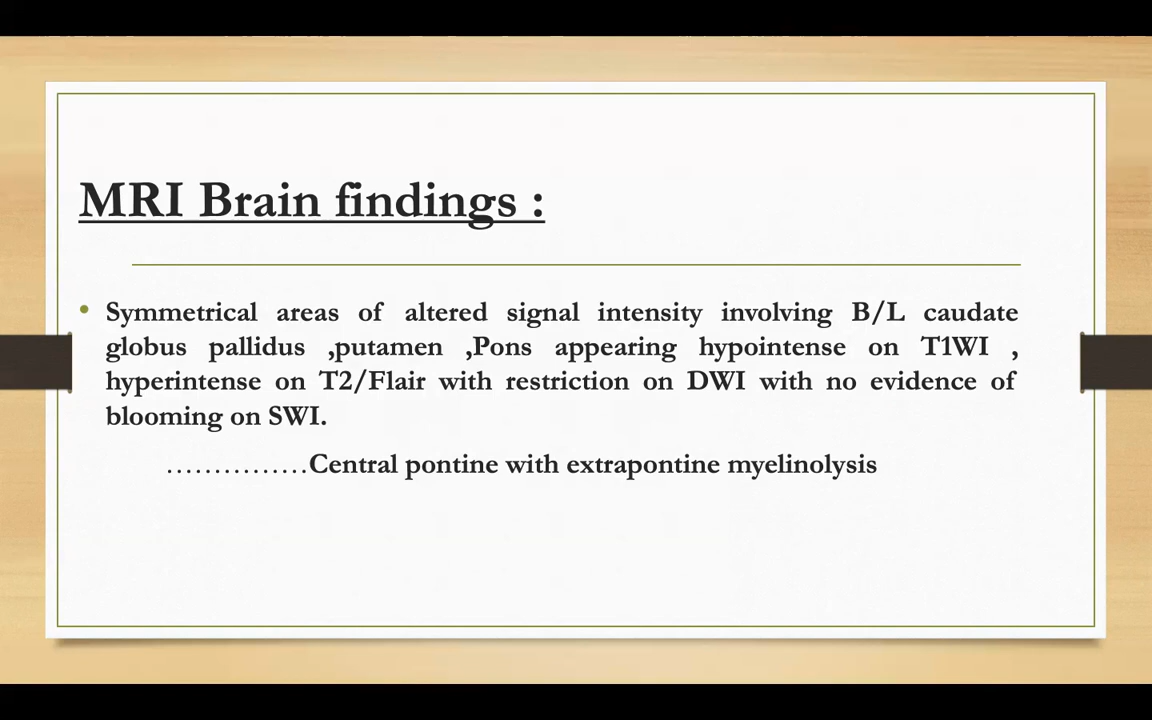 MRI Brain findings :
• Symmetrical areas of altered signal intensity involving B/L caudate
globus pallidus ,putamen ,Pons appearing hypointense on T1WI ,
hyperintense on T2/Flair with restriction on DWI with no evidence of
blooming on SWI.
……………Central pontine with extrapontine myelinolysis